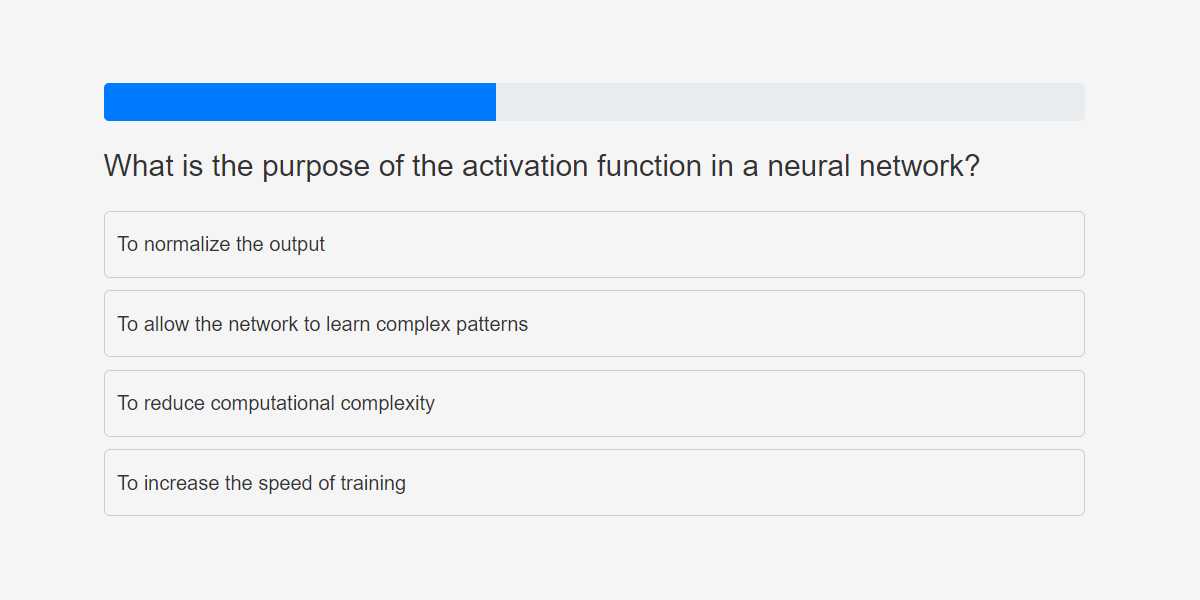 What is the purpose of the activation function in a neural network?
To normalize the output
To allow the network to learn complex patterns
To reduce computational complexity
To increase the speed of training